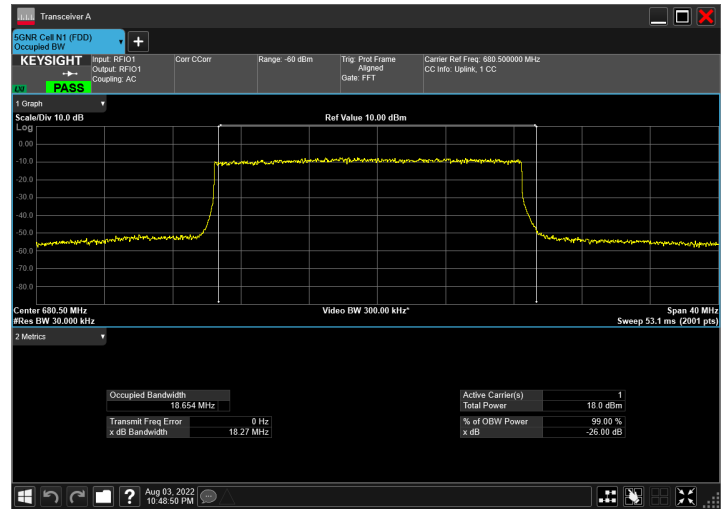 Transceiver A
5GNR Cell N1 (FDD)
Occupied BW
KEYSIGHT
LXI
PASS
Input: RFIO1
Output: RFIO1
Coupling: AC
Corr CCorr
Range: -60 dBm
Trig: Prot Frame
Aligned
Gate: FFT
Carrier Ref Freq: 680.500000 MHz
CC Info: Uplink, 1 CC
1 Graph
Scale/Div 10.0 dB
Ref Value 10.00 dBm
Log
0.00
-10.0
-20.0
-30.0
-40.0
-50.0
-60.0
-70.0
-80.0
Center 680.50 MHz
Video BW 300.00 kHz*
Span 40 MHz
#Res BW 30.000 kHz
Sweep 53.1 ms (2001 pts)
2 Metrics
Occupied Bandwidth
18.654 MHz
Transmit Freq Error 0 Hz
x dB Bandwidth 18.27 MHz
Active Carrier(s) 1
Total Power 18.0 dBm
% of OBW Power 99.00 %
x dB -26.00 dB
Aug 03, 2022
10:48:50 PM